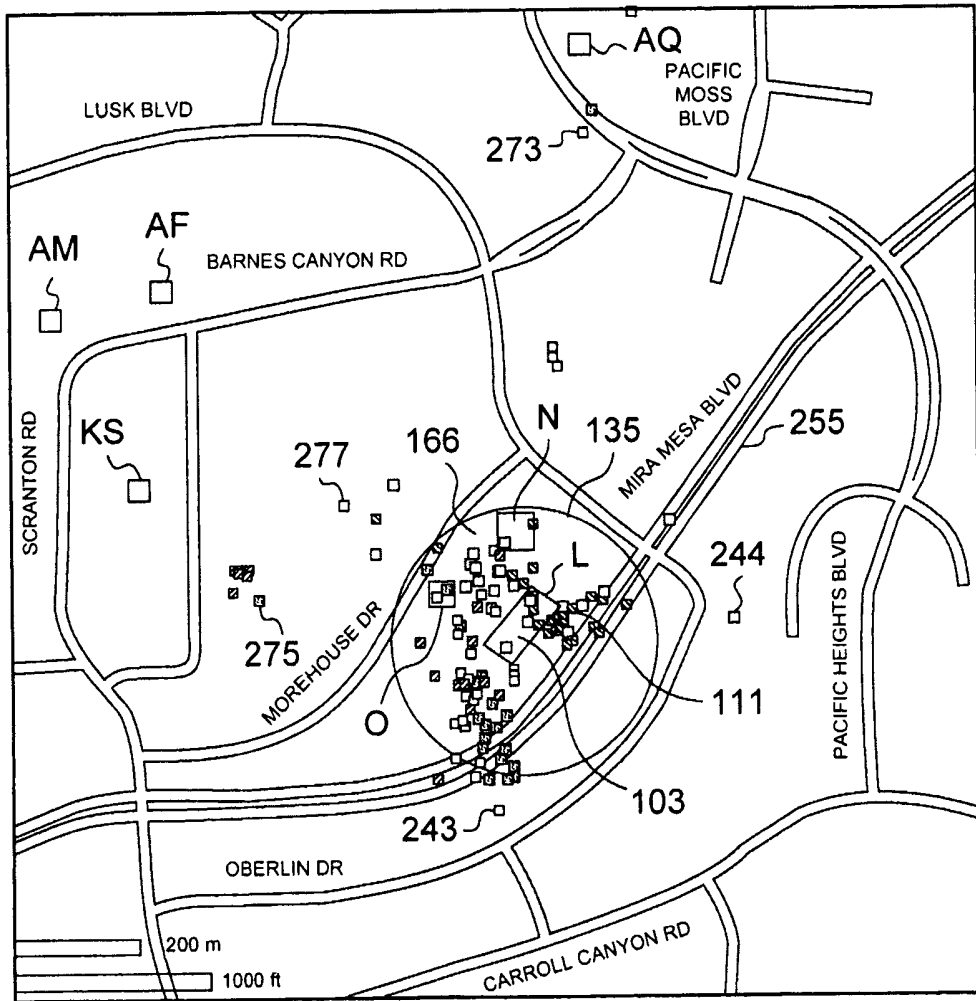 AQ
PACIFIC
MOSS
BLVD
LUSK BLVD
273
AM
AF
BARNES CANYON RD
SCRANTON RD
KS
277
166
N
135
MIRA MESA BLVD
255
L
244
275
MOREHOUSE DR
O
111
PACIFIC HEIGHTS BLVD
103
243
OBERLIN DR
200 m
1000 ft
CARROLL CANYON RD